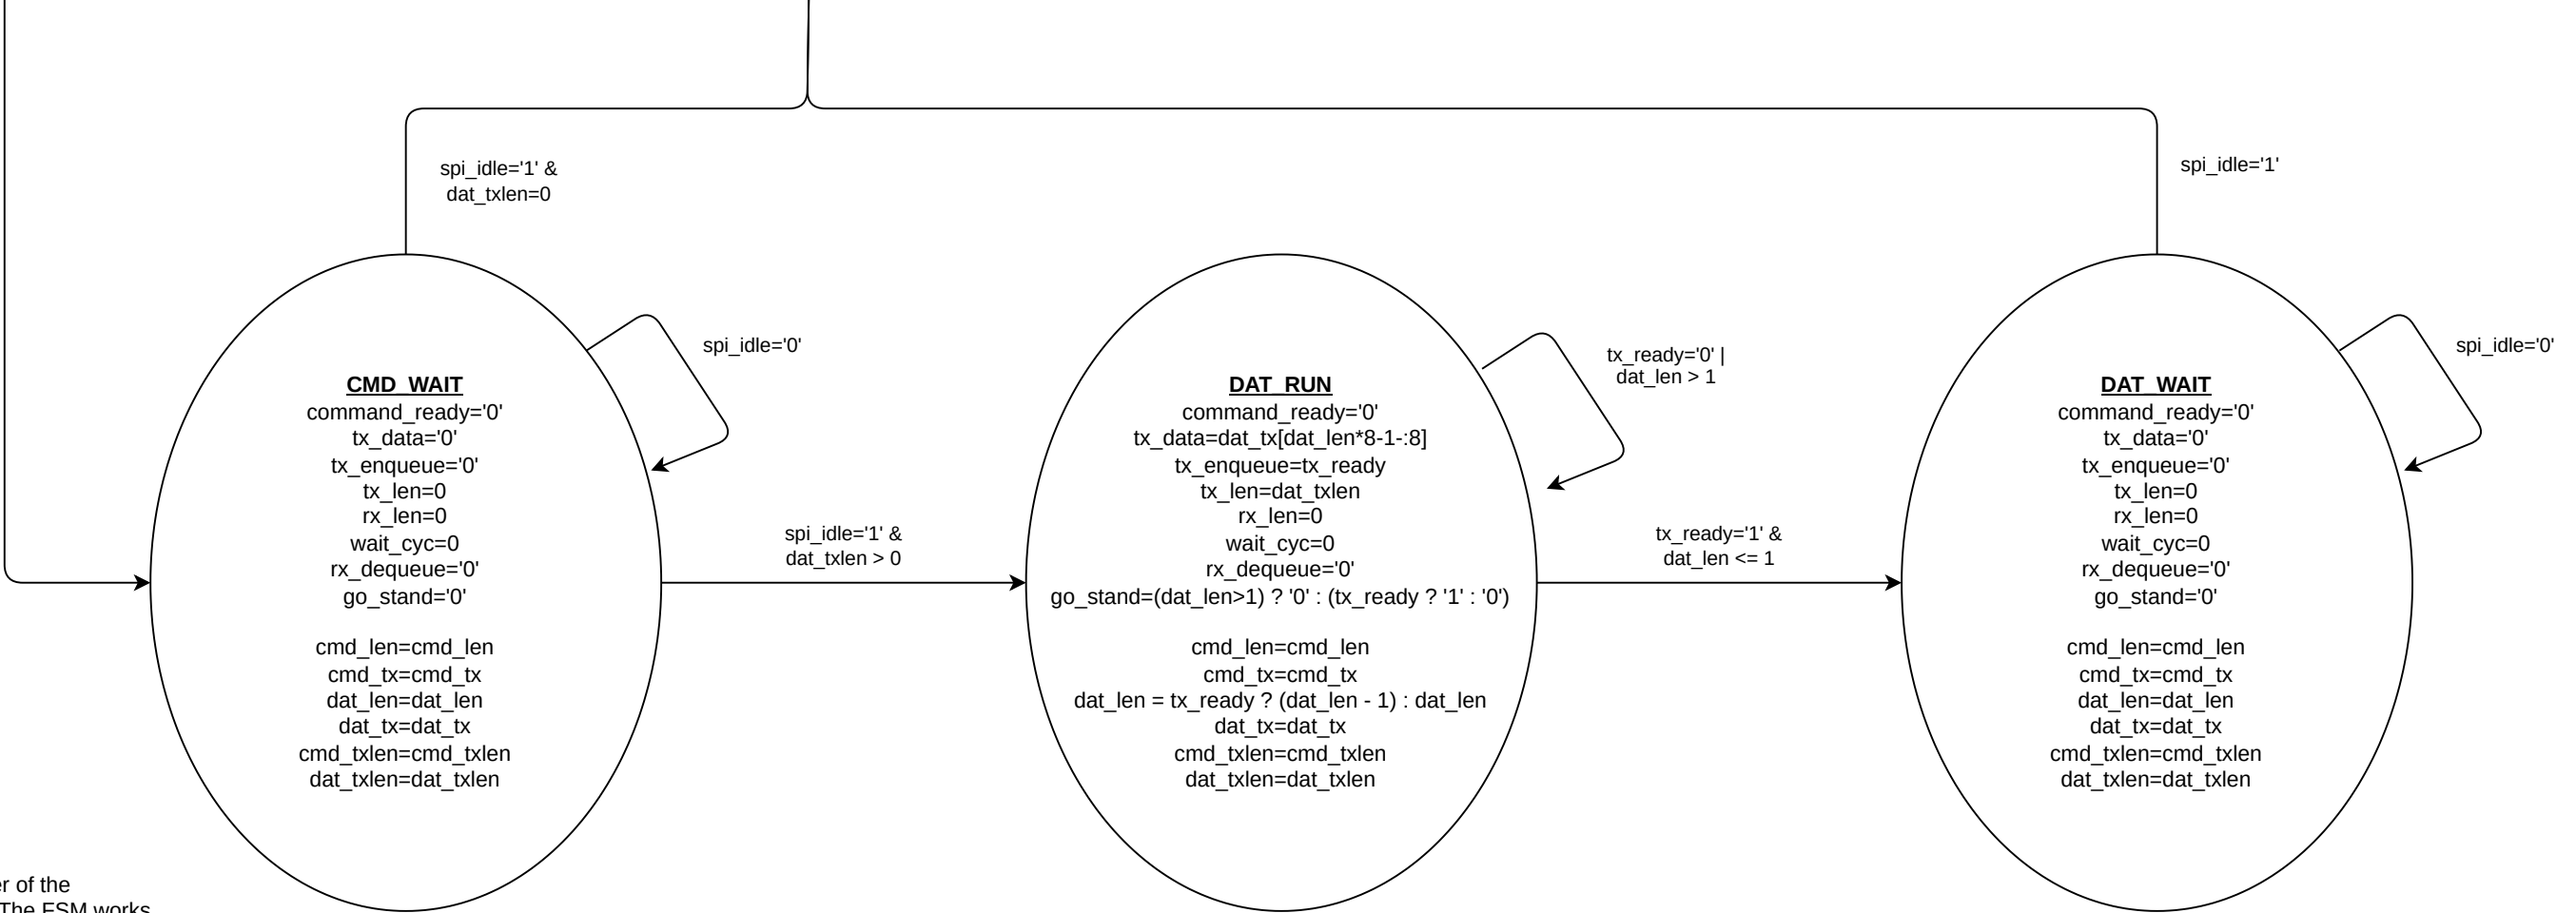 spi_idle='1' &
dat_txlen=0
spi_idle='1'
spi_idle='0'
CMD_WAIT
command_ready='0'
tx_data='0'
tx_enqueue='0'
tx_len=0
rx_len=0
wait_cyc=0
rx_dequeue='0'
go_stand='0'
cmd_len=cmd_len
cmd_tx=cmd_tx
dat_len=dat_len
dat_tx=dat_tx
cmd_txlen=cmd_txlen
dat_txlen=dat_txlen
spi_idle='1' &
dat_txlen > 0
tx_ready='0' |
dat_len > 1
DAT_RUN
command_ready='0'
tx_data=dat_tx[dat_len*8-1-:8]
tx_enqueue=tx_ready
tx_len=dat_txlen
rx_len=0
wait_cyc=0
rx_dequeue='0'
go_stand=(dat_len>1) ? '0' : (tx_ready ? '1' : '0')
cmd_len=cmd_len
cmd_tx=cmd_tx
dat_len = tx_ready ? (dat_len - 1) : dat_len
dat_tx=dat_tx
cmd_txlen=cmd_txlen
dat_txlen=dat_txlen
tx_ready='1' &
dat_len <= 1
spi_idle='0'
DAT_WAIT
command_ready='0'
tx_data='0'
tx_enqueue='0'
tx_len=0
rx_len=0
wait_cyc=0
rx_dequeue='0'
go_stand='0'
cmd_len=cmd_len
cmd_tx=cmd_tx
dat_len=dat_len
dat_tx=dat_tx
cmd_txlen=cmd_txlen
dat_txlen=dat_txlen
of the
The FSM works